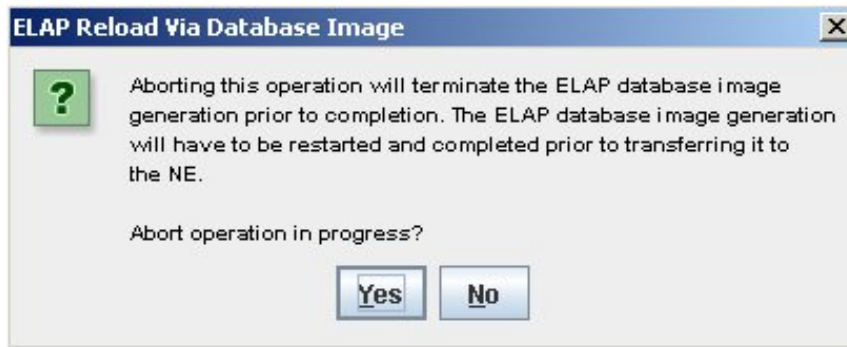 ELAP Reload Via Database Image
Aborting this operation will terminate the ELAP database image
generation prior to completion. The ELAP database image generation
will have to be restarted and completed prior to transferring it to
the NE.
Abort operation in progress?
Yes No